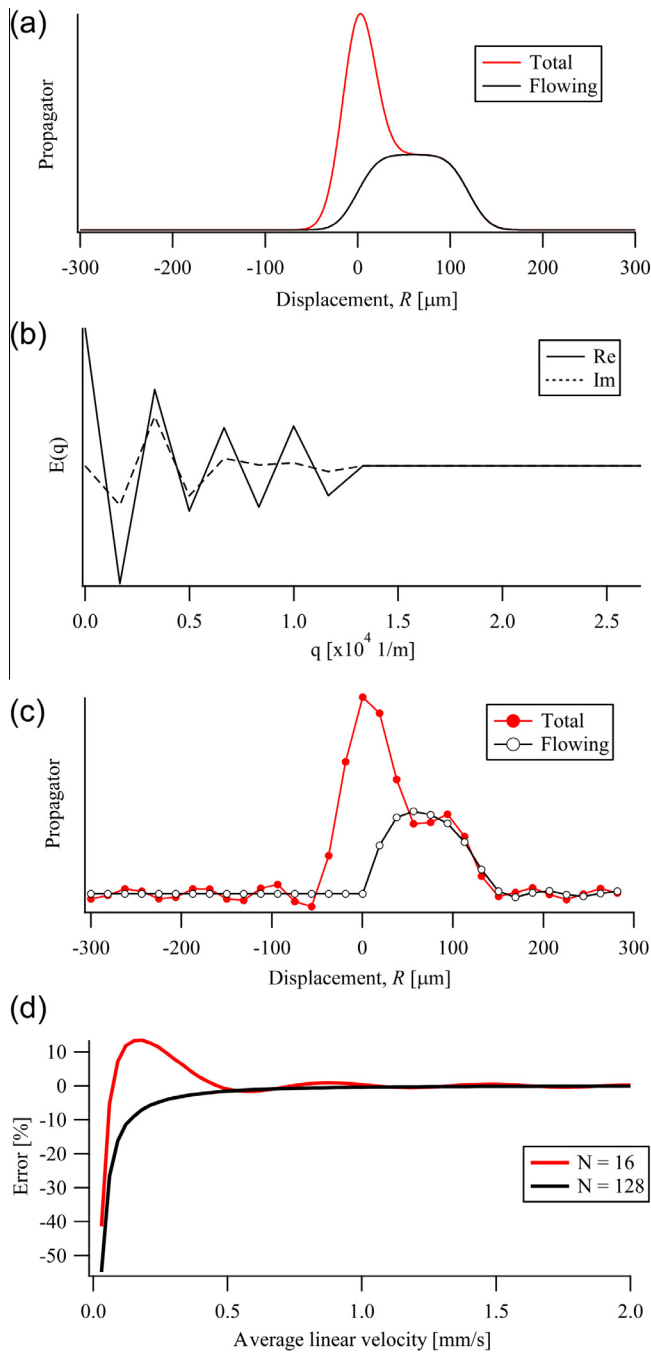 (a)
Propagator
Total
Flowing
-300 -200 -100 0 100 200 300
Displacement, R [μm]
(b)
E(q)
Re
Im
0.0 0.5 1.0 1.5 2.0 2.5
q [x10⁴ 1/m]
(c)
Propagator
Total
Flowing
-300 -200 -100 0 100 200 300
Displacement, R [μm]
(d)
Error [%]
10
0
-10
-20
-30
-40
-50
N = 16
N = 128
0.0 0.5 1.0 1.5 2.0
Average linear velocity [mm/s]